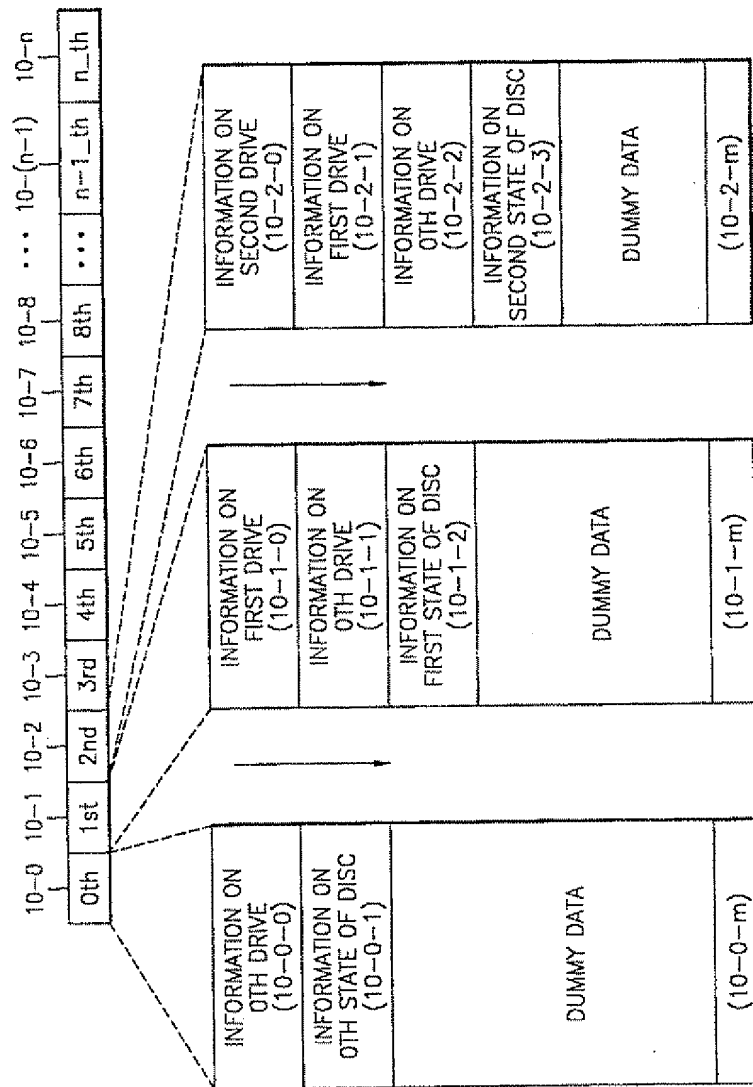 10-0 10-1 10-2 10-3 10-4 10-5 10-6 10-7 10-8 ••• 10-(n-1) 10-n
0th 1st 2nd 3rd 4th 5th 6th 7th 8th ••• n-1_th n_th
INFORMATION ON
0TH DRIVE
(10-0-0)
INFORMATION ON
0TH STATE OF DISC
(10-0-1)
DUMMY DATA
(10-0-m)
INFORMATION ON
FIRST DRIVE
(10-1-0)
INFORMATION ON
0TH DRIVE
(10-1-1)
INFORMATION ON
FIRST STATE OF DISC
(10-1-2)
DUMMY DATA
(10-1-m)
INFORMATION ON
SECOND DRIVE
(10-2-0)
INFORMATION ON
FIRST DRIVE
(10-2-1)
INFORMATION ON
0TH DRIVE
(10-2-2)
INFORMATION ON
SECOND STATE OF DISC
(10-2-3)
DUMMY DATA
(10-2-m)